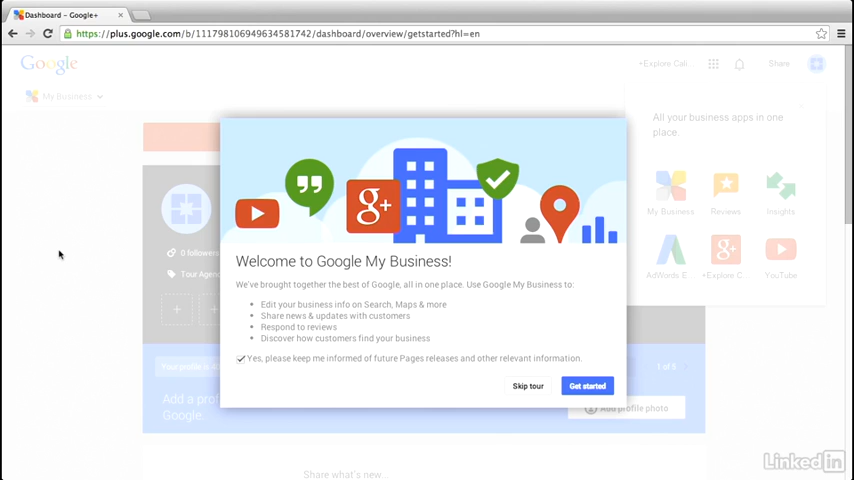 Dashboard - Google+
https://plus.google.com/b/111798106949634581742/dashboard/overview/getstarted?hl=en
Google
+Explore Cali...
Share
My Business
All your business apps in one
place.
My Business
Reviews
Insights
AdWords E...
+Explore C...
YouTube
0 followers
Tour Agen
g+
Welcome to Google My Business!
We've brought together the best of Google, all in one place. Use Google My Business to:
• Edit your business info on Search, Maps & more
• Share news & updates with customers
• Respond to reviews
• Discover how customers find your business
Yes, please keep me informed of future Pages releases and other relevant information.
Skip tour
Get started
Your profile is
1 of 5
Add a prof
Google.
Add profile photo
Share what's new...
LinkedIn